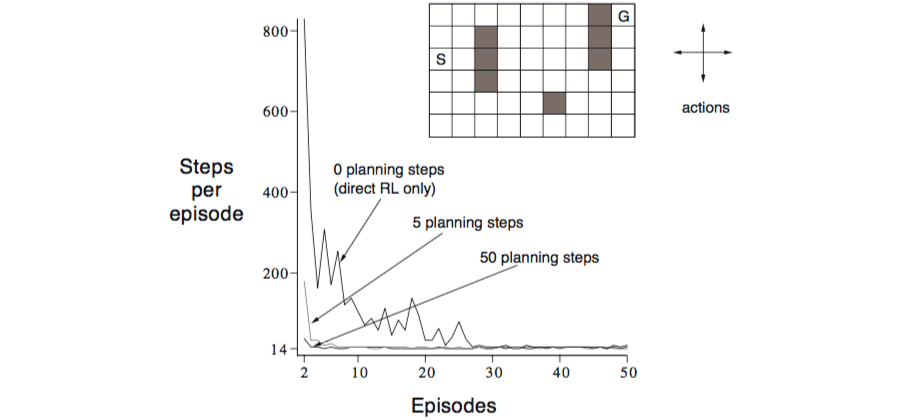 800
G
S
600
actions
Steps
per
episode
0 planning steps
(direct RL only)
400
5 planning steps
50 planning steps
200
14
2 10 20 30 40 50
Episodes